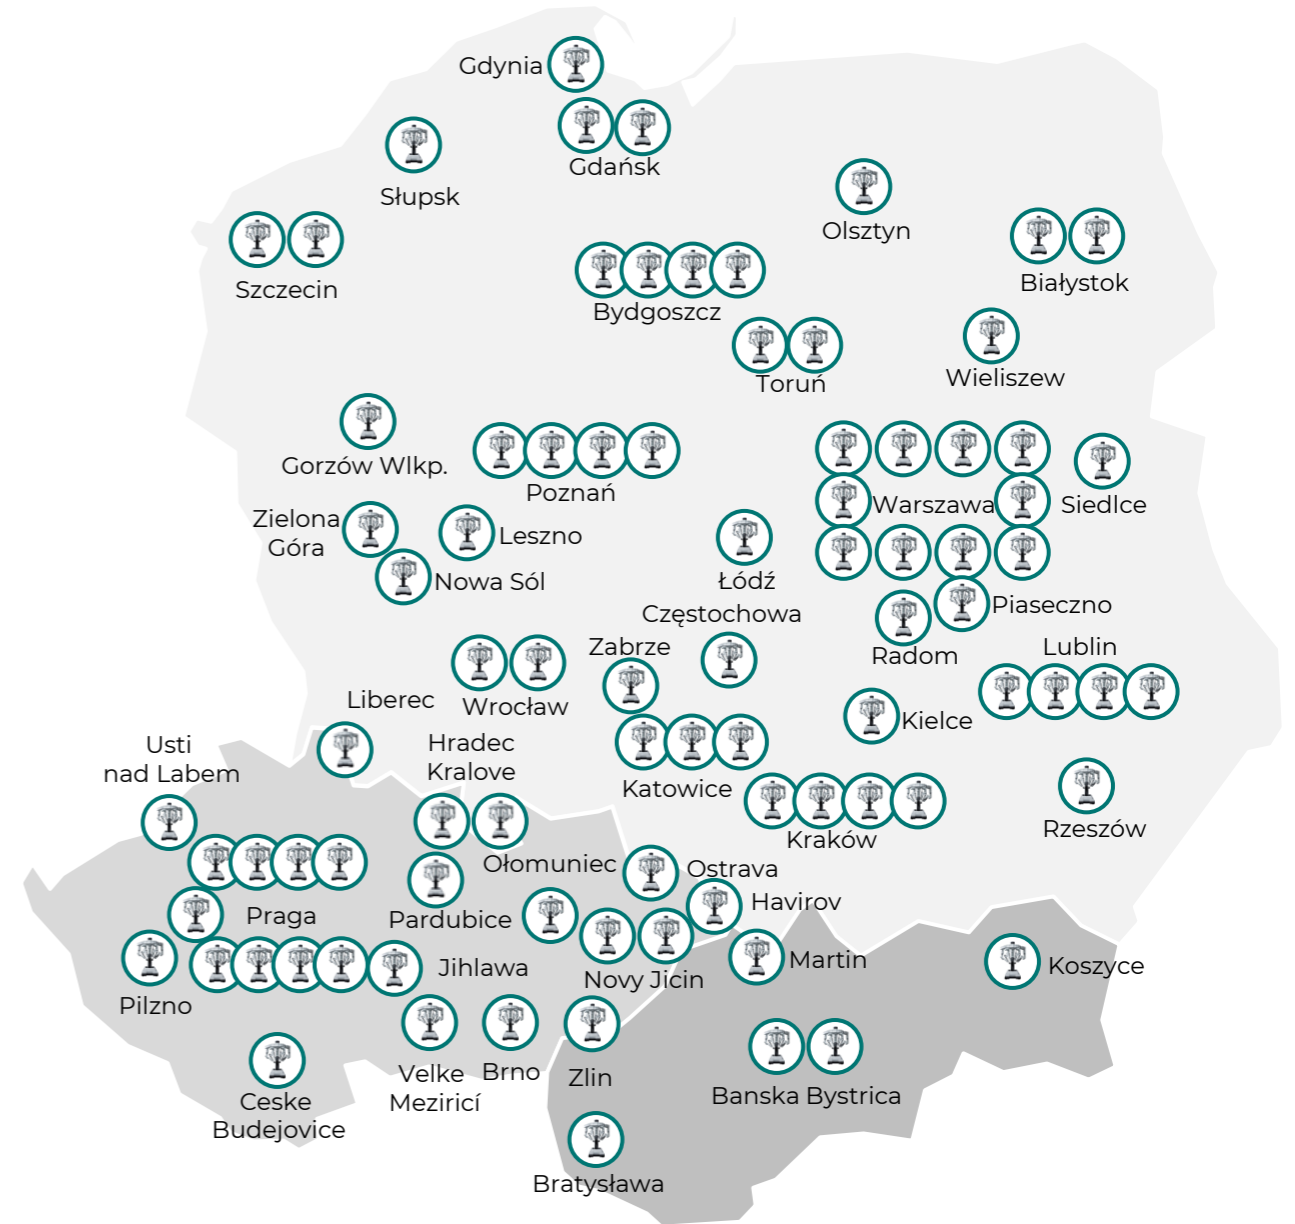 Gdynia
Gdańsk
Słupsk
Olsztyn
Szczecin
Białystok
Bydgoszcz
Toruń
Wieliszew
Gorzów Wlkp.
Poznań
Warszawa
Siedlce
Zielona
Góra
Leszno
Nowa Sól
Łódź
Częstochowa
Piaseczno
Radom
Lublin
Zabrze
Wrocław
Liberec
Kielce
Usti
nad Labem
Hradec
Kralove
Katowice
Kraków
Rzeszów
Ołomuniec
Ostrava
Havirov
Praga
Pardubice
Jihlawa
Novy Jicin
Martin
Koszyce
Pilzno
Velke
Meziricí
Brno
Zlin
Ceske
Budejovice
Banska Bystrica
Bratysława